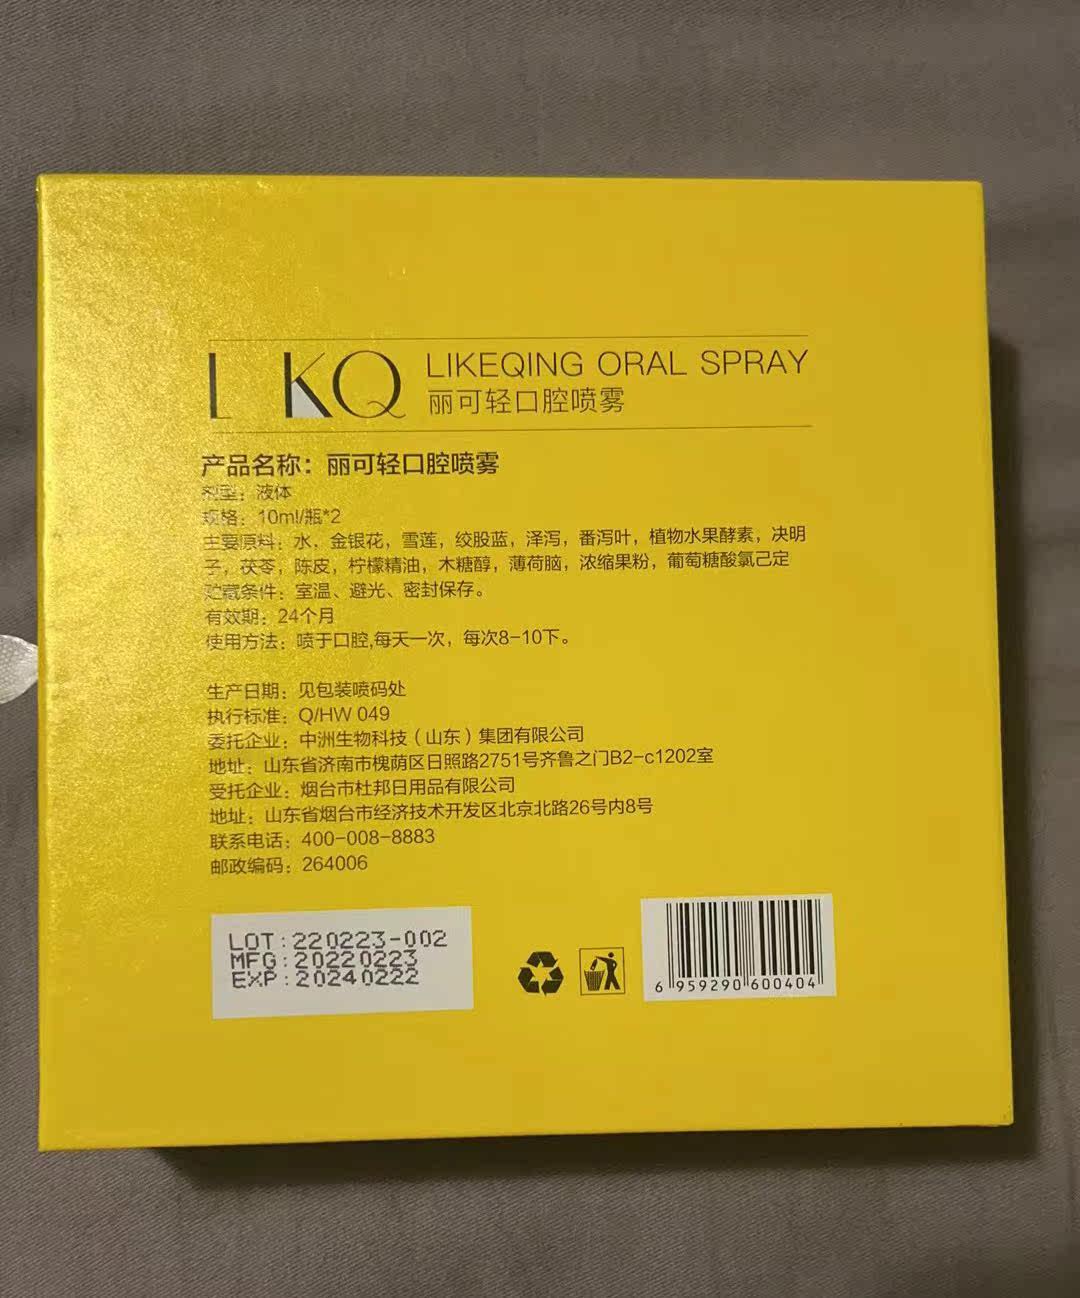 LIKQ LIKEQING ORAL SPRAY
丽可轻口腔喷雾
产品名称：丽可轻口腔喷雾
剂型：液体
规格：10ml/瓶*2
主要原料：水，金银花，雪莲，绞股蓝，泽泻，番泻叶，植物水果酵素，决明
子，茯苓，陈皮，柠檬精油，木糖醇，薄荷脑，浓缩果粉，葡萄糖酸氯己定
贮藏条件：室温、避光、密封保存。
有效期：24个月
使用方法：喷于口腔,每天一次，每次8-10下。
生产日期：见包装喷码处
执行标准：Q/HW 049
委托企业：中洲生物科技（山东）集团有限公司
地址：山东省济南市槐荫区日照路2751号齐鲁之门B2-c1202室
受托企业：烟台市杜邦日用品有限公司
地址：山东省烟台市经济技术开发区北京北路26号内8号
联系电话：400-008-8883
邮政编码：264006
LOT:220223-002
MFG:20220223
EXP:20240222
6 959290 600404